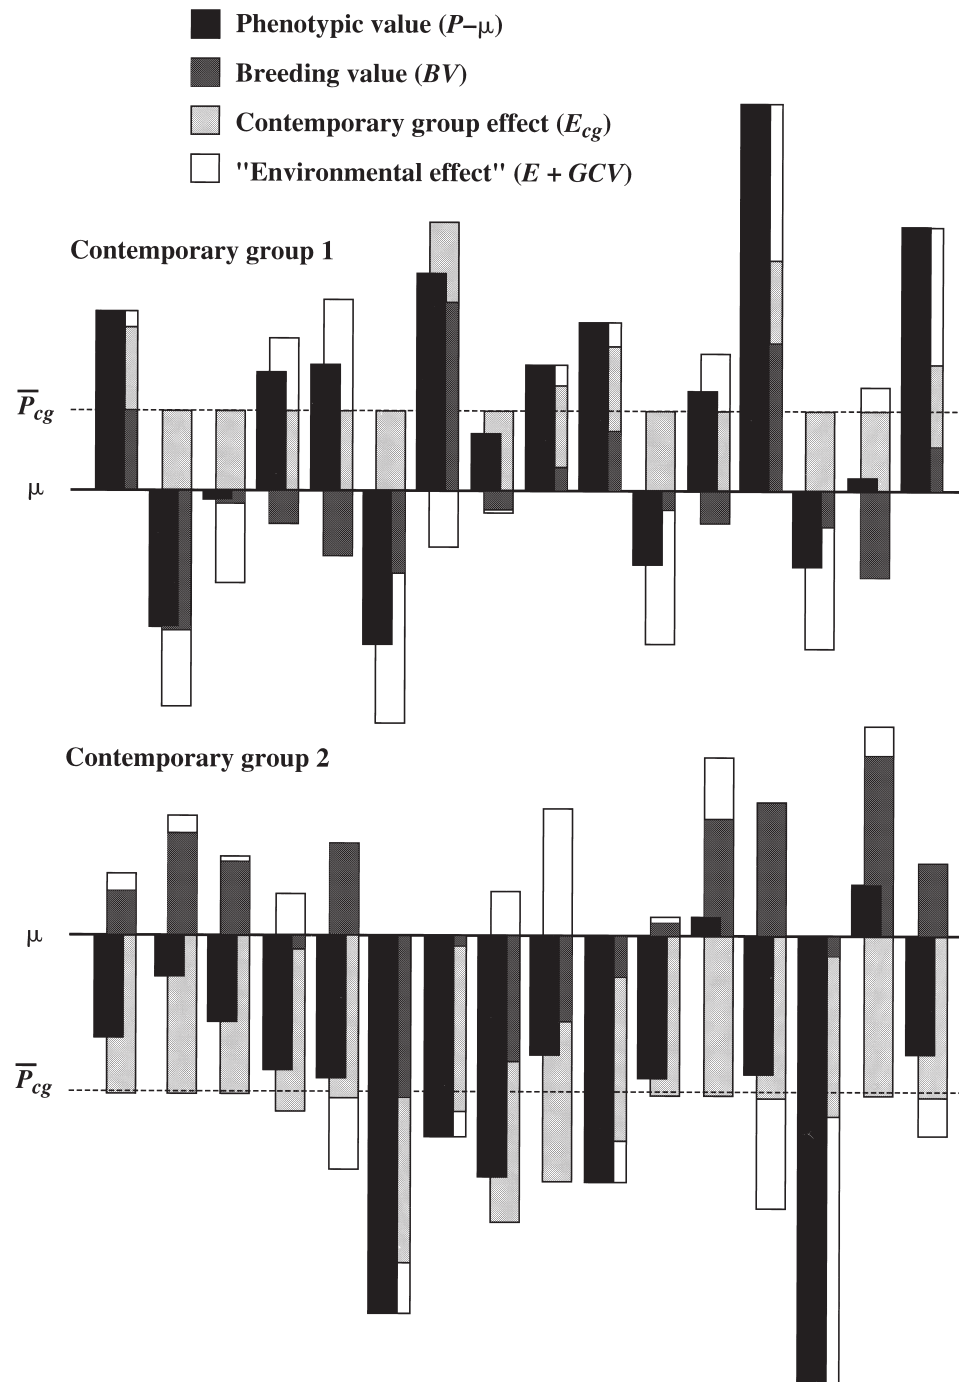 Phenotypic value (P–μ)
Breeding value (BV)
Contemporary group effect (Ecg)
"Environmental effect" (E + GCV)
Contemporary group 1
P̅cg
μ
Contemporary group 2
μ
P̅cg